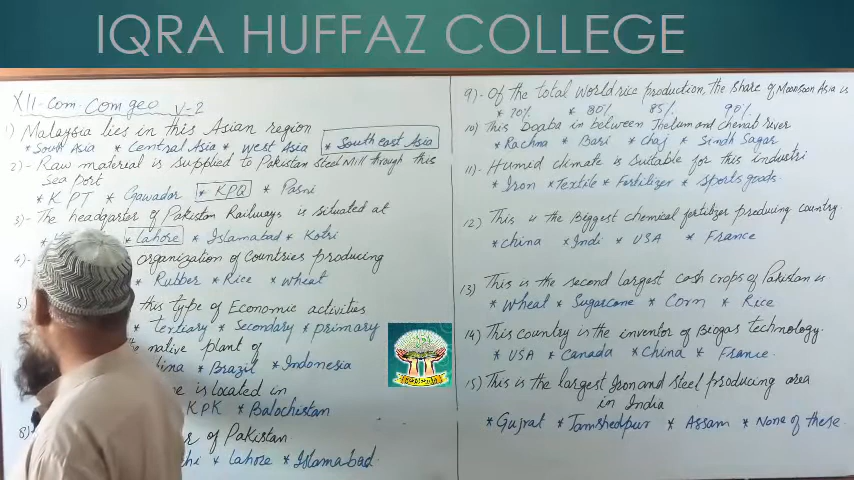 IQRA HUFFAZ COLLEGE
XII-Com. Com geo V-2
1)- Malaysia lies in this Asian region
* South Asia * Central Asia * West Asia * South east Asia
2)- Raw material is supplied to Pakistan Steel Mill through this
Sea port
* K PT * Gawadar * KPQ * Pasni
3)- The headqarter of Pakistan Railways is situated at
* Lahore * Islamabad * Kotri
4)- organization of Countries producing
* Rubber * Rice * wheat
5) this type of Economic activities
* Tertiary * Secondary * primary
the native plant of
* Brazil * Indonesia
is located in
KPK * Balochistan
8) of Pakistan
* Lahore * Islamabad
9)- Of the total World rice production, The share of Moonsoon Asia is
* 70% * 80% 85% 90%
10)- This Doaba in between Jhelum and chenab river
* Rachna * Bari * Chaj * Sindh Sagar
11)- Humid climate is suitable for this industri
* Iron * Textile * Fertilizer * Sports goods
12) This is the Biggest chemical fertilizer producing country.
* China * Indi * USA * France
13) This is the second largest cash crops of Pakistan is
* Wheat * Sugarcane * Corn * Rice
14) This country is the inventor of Biogas technology.
* USA * Canada * China * France.
15) This is the largest Iron and steel producing area
in India
* Gujrat * Jamshedpur * Assam * None of these